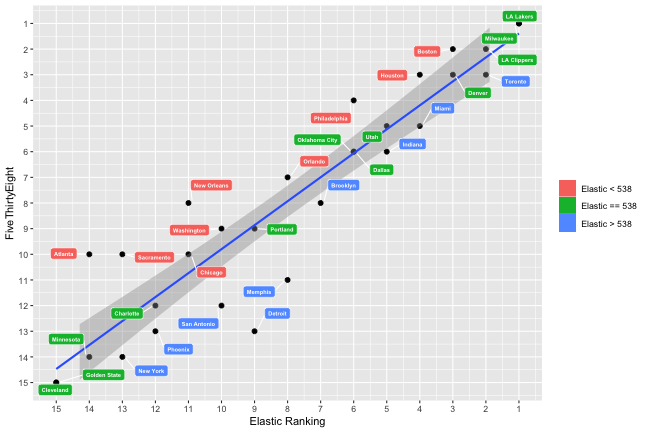 LA Lakers
1
Milwaukee
Boston
2
LA Clippers
Houston
3
Toronto
Denver
4
Miami
Philadelphia
5
Utah
Oklahoma City
Indiana
6
Orlando
Dallas
7
New Orleans
Brooklyn
8
Washington
Portland
9
Atlanta
Sacramento
10
Chicago
11
Memphis
Charlotte
12
San Antonio
Detroit
13
Minnesota
Phoenix
14
Golden State
New York
15
Cleveland
15 14 13 12 11 10 9 8 7 6 5 4 3 2 1
Elastic Ranking
FiveThirtyEight
Elastic < 538
Elastic == 538
Elastic > 538